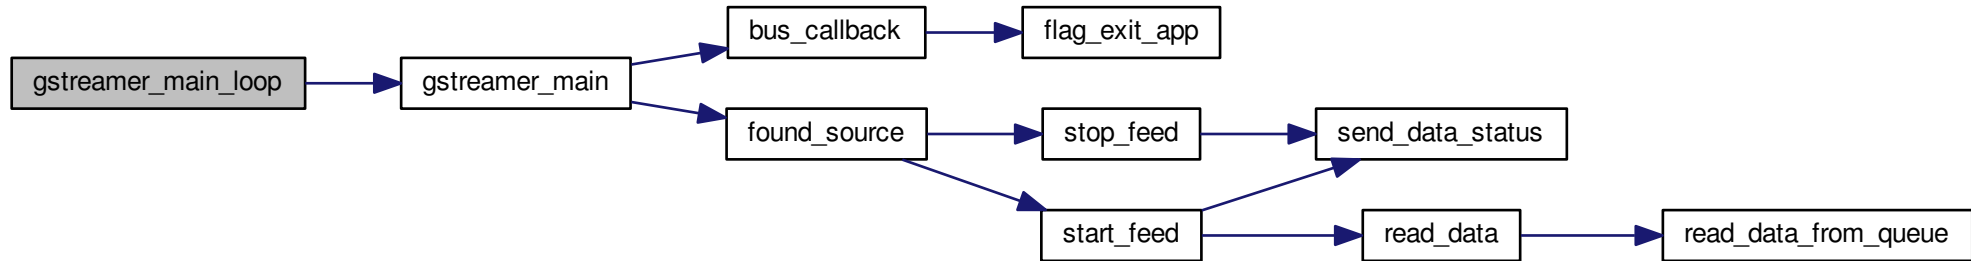 bus_callback
flag_exit_app
gstreamer_main_loop
gstreamer_main
found_source
stop_feed
send_data_status
start_feed
read_data
read_data_from_queue